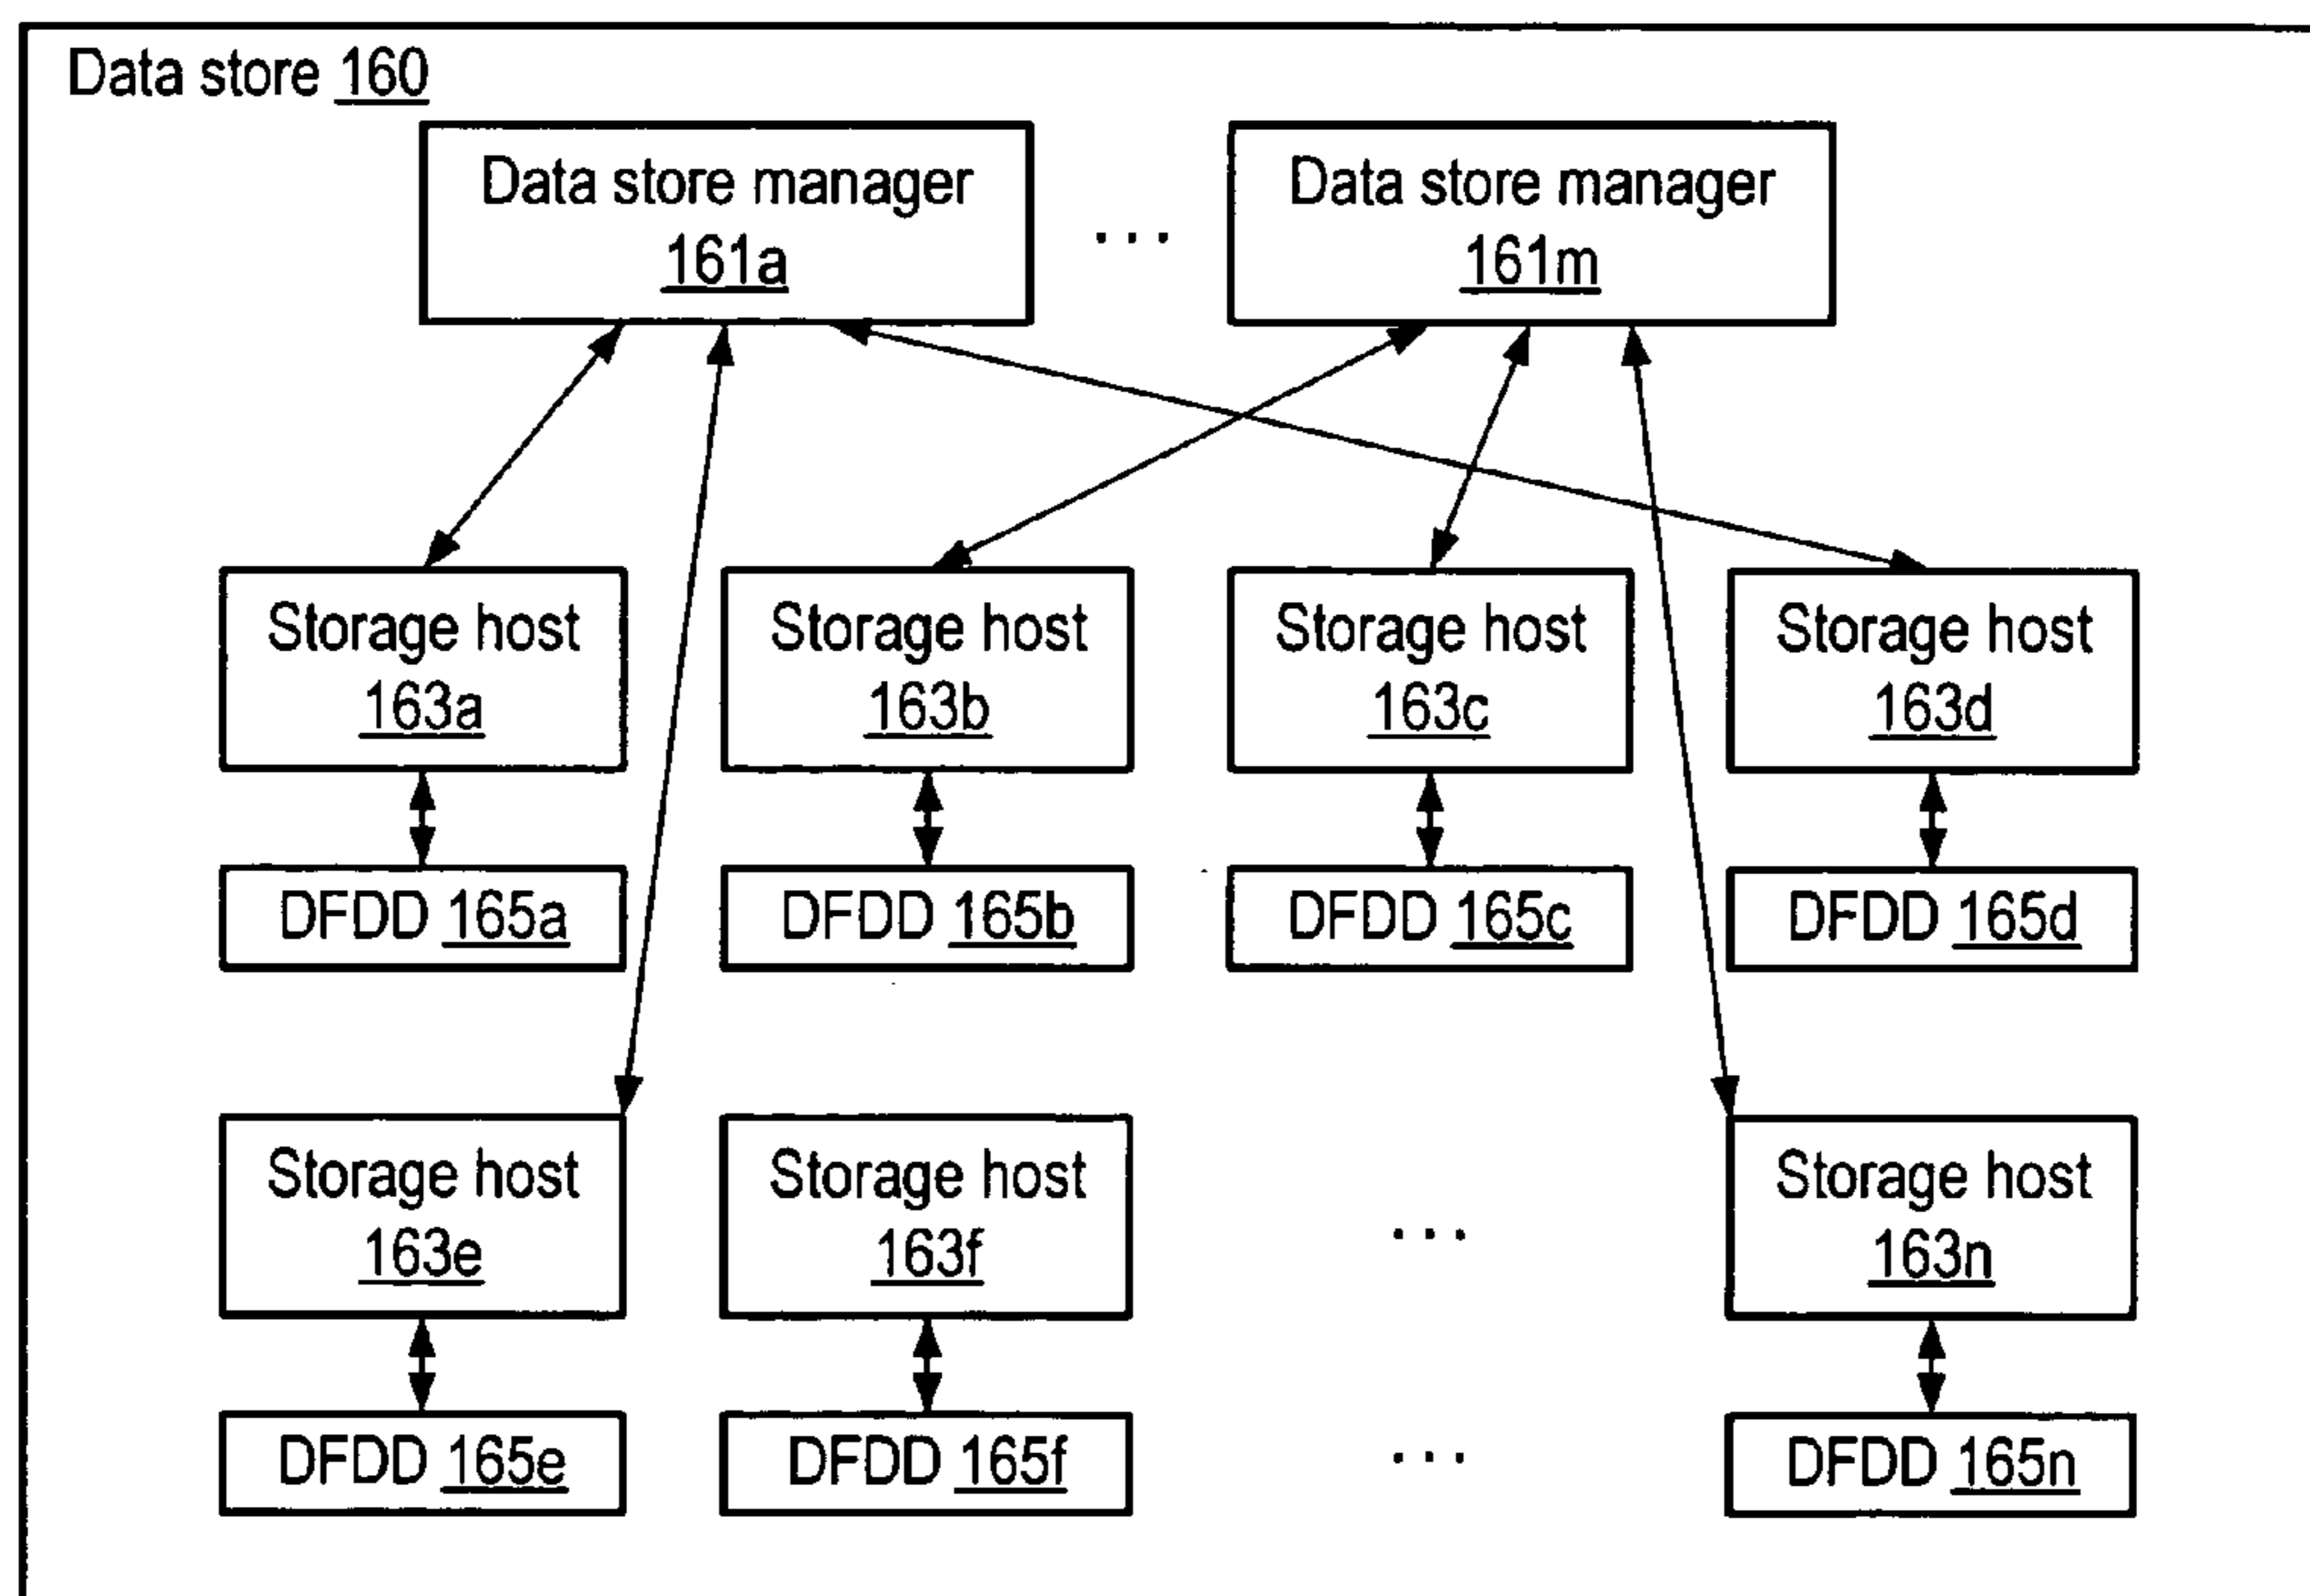 Data store 160
Data store manager
161a
...
Data store manager
161m
Storage host
163a
Storage host
163b
Storage host
163c
Storage host
163d
DFDD 165a
DFDD 165b
DFDD 165c
DFDD 165d
Storage host
163e
Storage host
163f
...
Storage host
163n
DFDD 165e
DFDD 165f
...
DFDD 165n